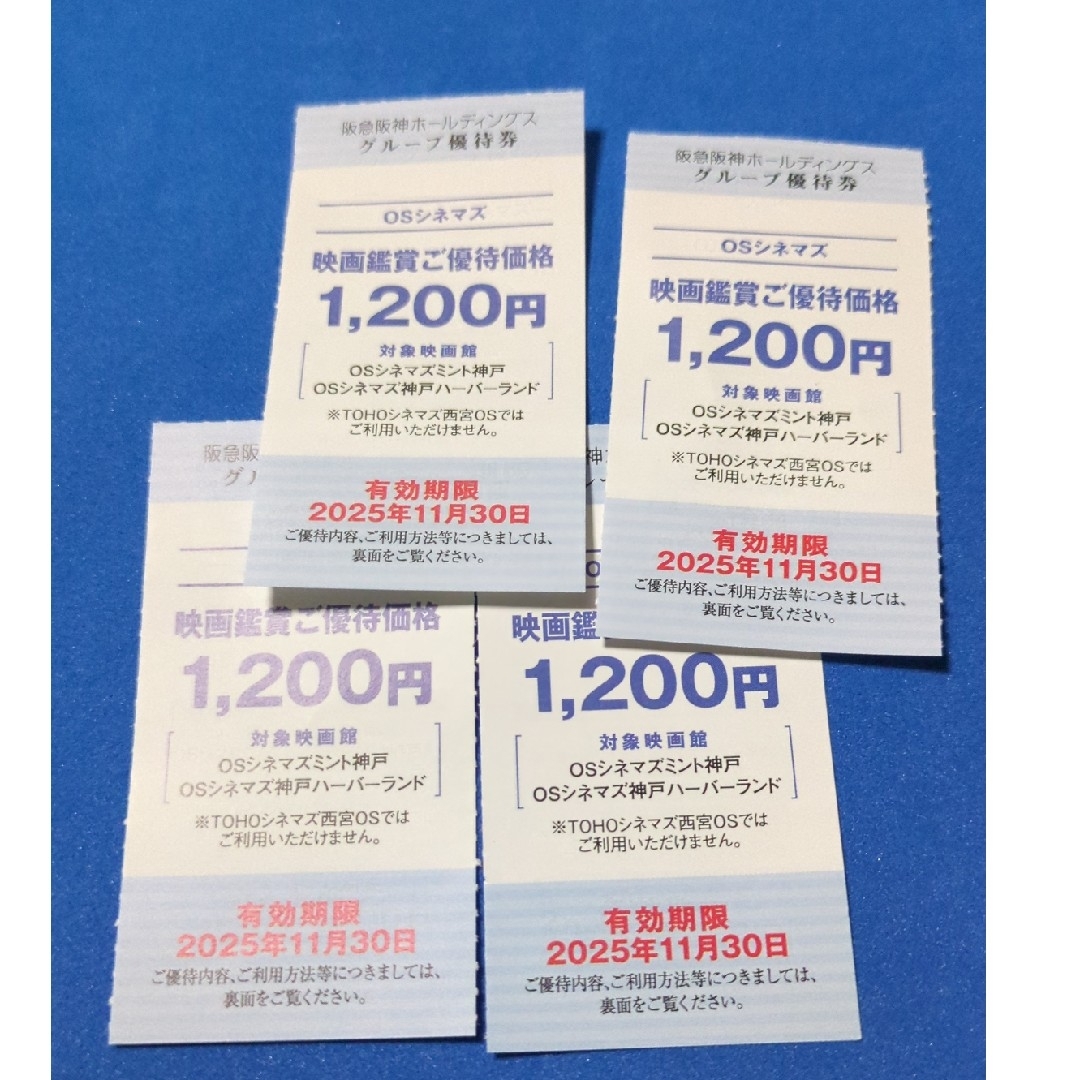 阪急阪神ホールディングス
グループ優待券
OSシネマズ
映画鑑賞ご優待価格
1,200円
対象映画館
OSシネマズミント神戸
OSシネマズ神戸ハーバーランド
※TOHOシネマズ西宮OSでは
ご利用いただけません。
有効期限
2025年11月30日
ご優待内容、ご利用方法等につきましては、
裏面をご覧ください。
阪急阪神ホールディングス
グループ優待券
OSシネマズ
映画鑑賞ご優待価格
1,200円
対象映画館
OSシネマズミント神戸
OSシネマズ神戸ハーバーランド
※TOHOシネマズ西宮OSでは
ご利用いただけません。
有効期限
2025年11月30日
ご優待内容、ご利用方法等につきましては、
裏面をご覧ください。
阪急阪
グル
映画鑑賞ご優待価格
1,200円
対象映画館
OSシネマズミント神戸
OSシネマズ神戸ハーバーランド
※TOHOシネマズ西宮OSでは
ご利用いただけません。
有効期限
2025年11月30日
ご優待内容、ご利用方法等につきましては、
裏面をご覧ください。
映画鑑
1,200円
対象映画館
OSシネマズミント神戸
OSシネマズ神戸ハーバーランド
※TOHOシネマズ西宮OSでは
ご利用いただけません。
有効期限
2025年11月30日
ご優待内容、ご利用方法等につきましては、
裏面をご覧ください。